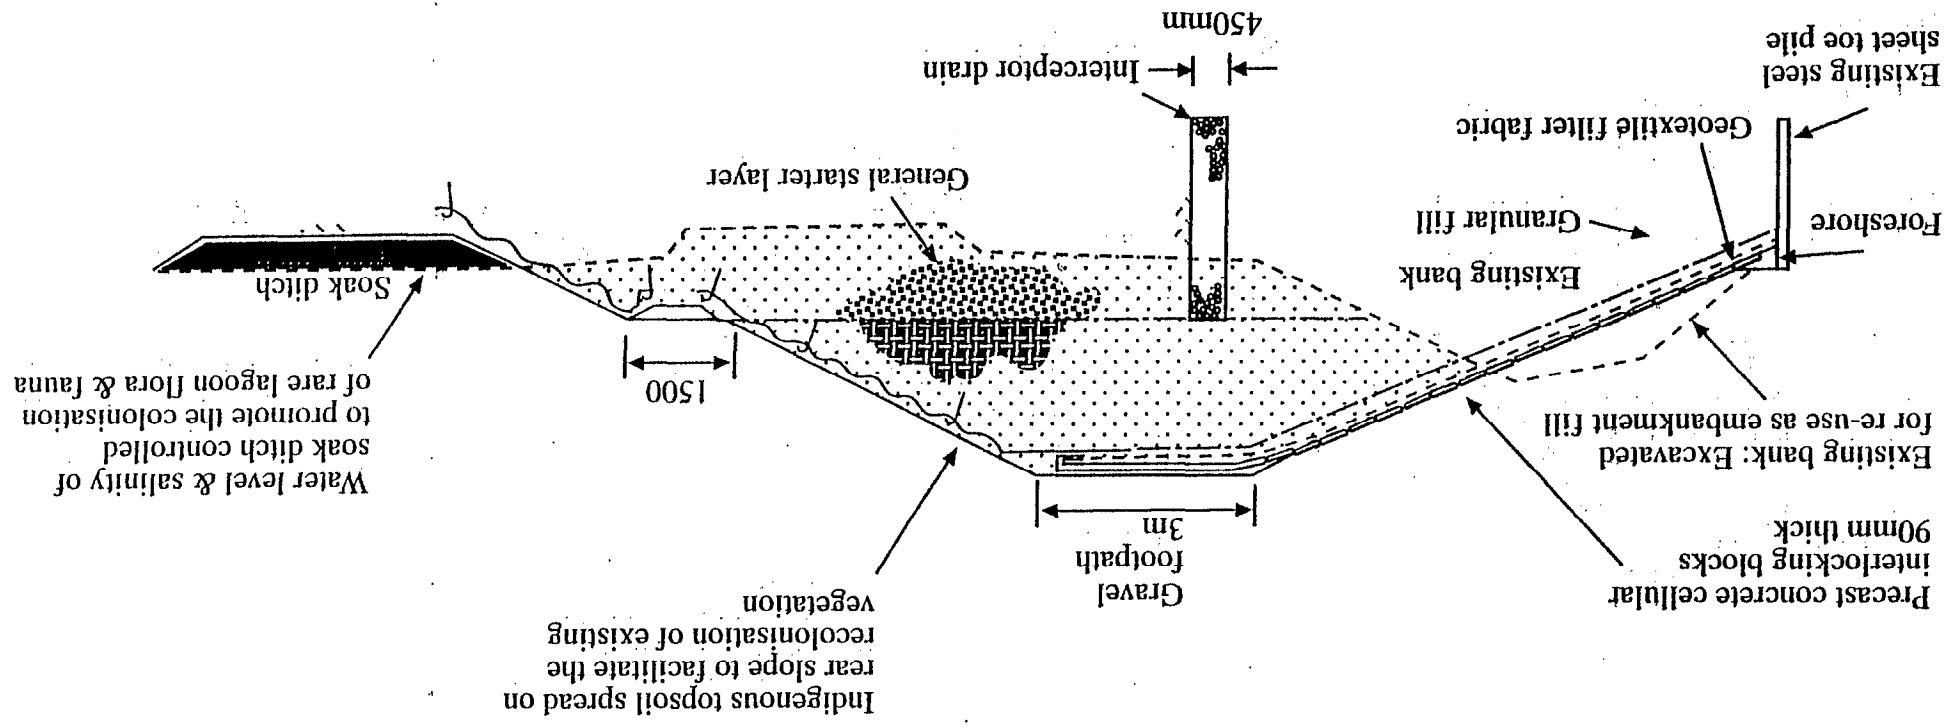 Indigenous topsoil spread on
rear slope to facilitate the
recolonisation of existing
vegetation
Precast concrete cellular
interlocking blocks
90mm thick
Gravel
footpath
3m
Existing bank: Excavated
for re-use as embankment fill
Water level & salinity of
soak ditch controlled
to promote the colonisation
of rare lagoon flora & fauna
1500
Soak ditch
Existing bank
Granular fill
Foreshore
General starter layer
Geotextile filter fabric
Interceptor drain
450mm
Existing steel
sheet toe pile